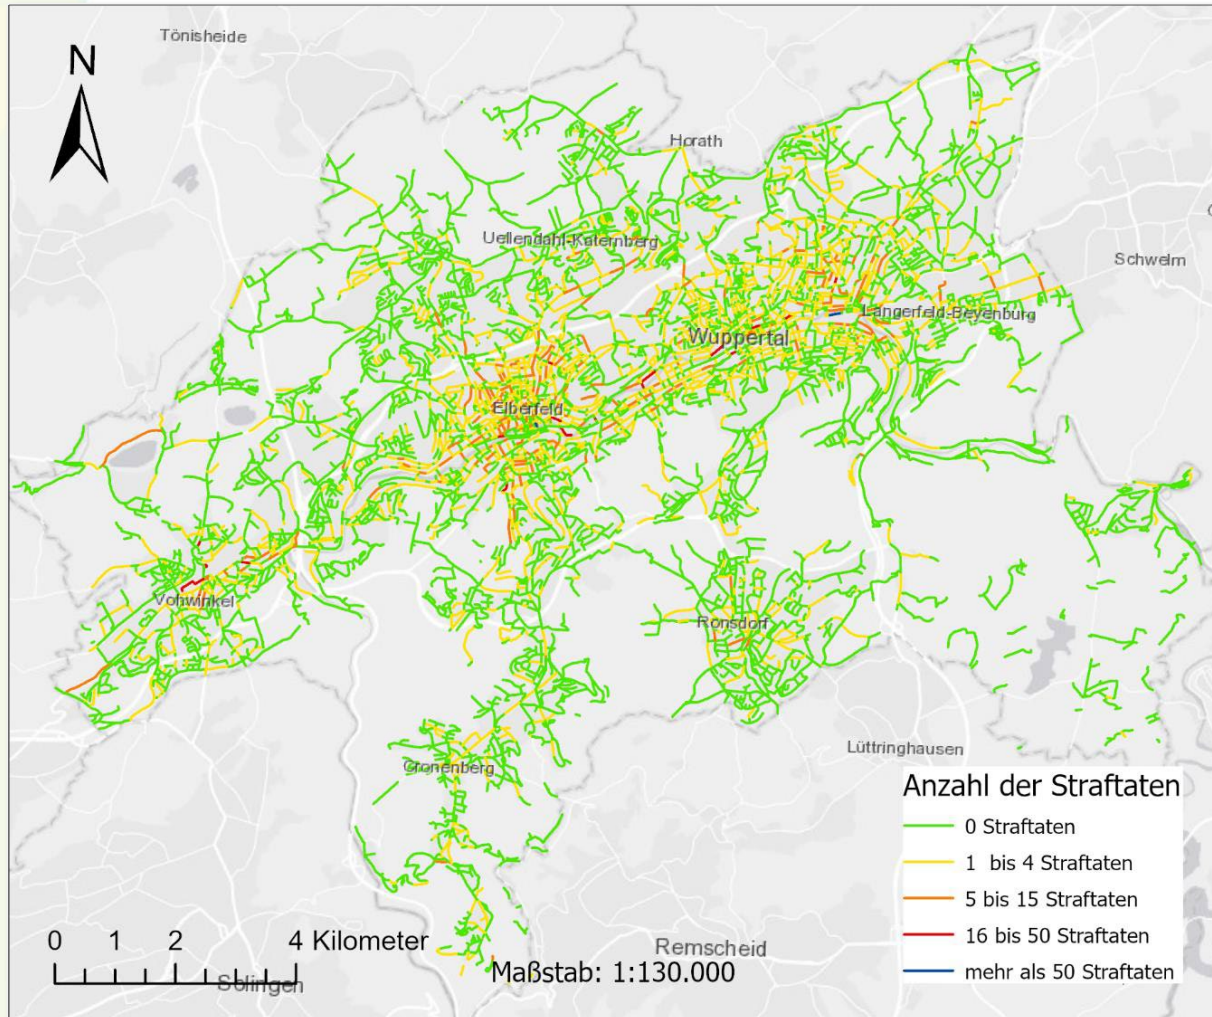 Tönisheide
N
Horath
Uellendahl-Katernberg
Schwelm
Langerfeld-Beyenburg
Wuppertal
Elberfeld
Vohwinkel
Ronsdorf
Lüttringhausen
Cronenberg
Anzahl der Straftaten
0 Straftaten
1 bis 4 Straftaten
5 bis 15 Straftaten
16 bis 50 Straftaten
mehr als 50 Straftaten
0 1 2 4 Kilometer
Remscheid
Maßstab: 1:130.000
Solingen